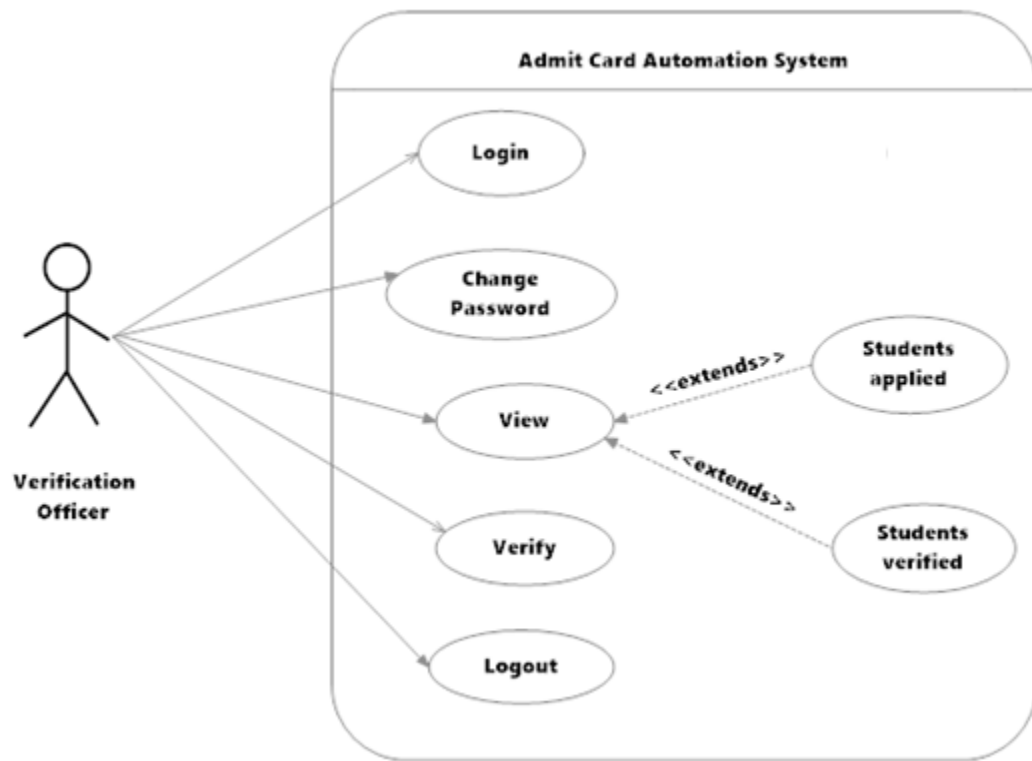 Admit Card Automation System
Login
Change
Password
View
Verify
Logout
<<extends>>
<<extends>>
Students
applied
Students
verified
Verification
Officer